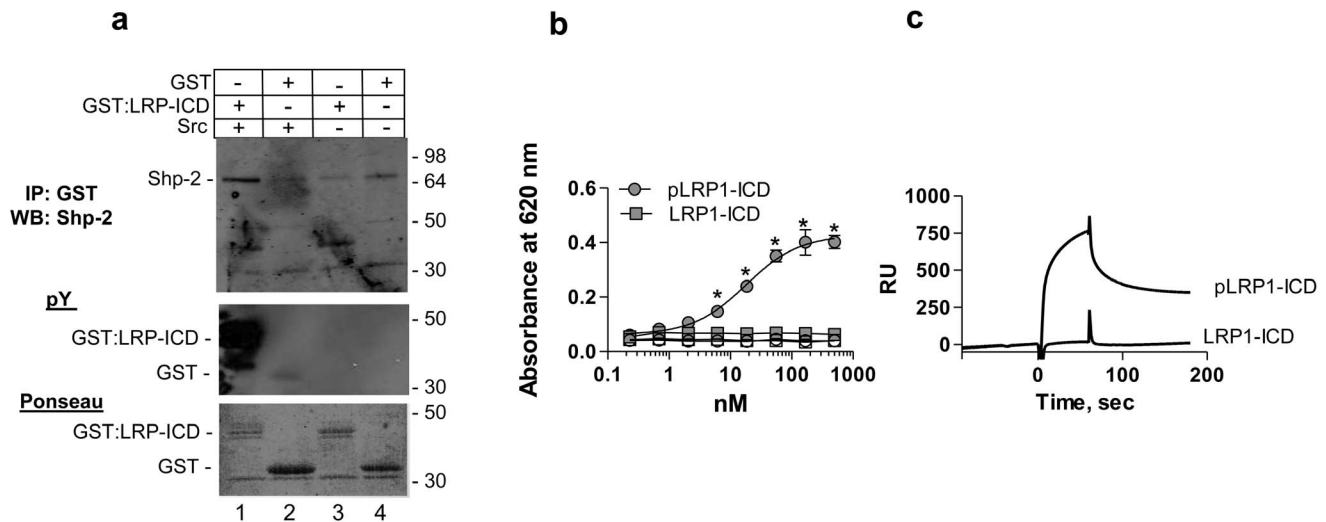 a
GST - + - +
GST:LRP-ICD + - + -
Src + + - -
IP: GST
WB: Shp-2
Shp-2 -
- 98
- 64
- 50
- 30
pY
GST:LRP-ICD -
GST -
- 50
- 30
Ponseau
GST:LRP-ICD -
GST -
- 50
- 30
1 2 3 4
b
Absorbance at 620 nm
0.6
0.4
0.2
0.0
pLRP1-ICD
LRP1-ICD
* * * * * *
0.1 1 10 100 1000
nM
c
RU
1000
750
500
250
0
pLRP1-ICD
LRP1-ICD
0 100 200
Time, sec